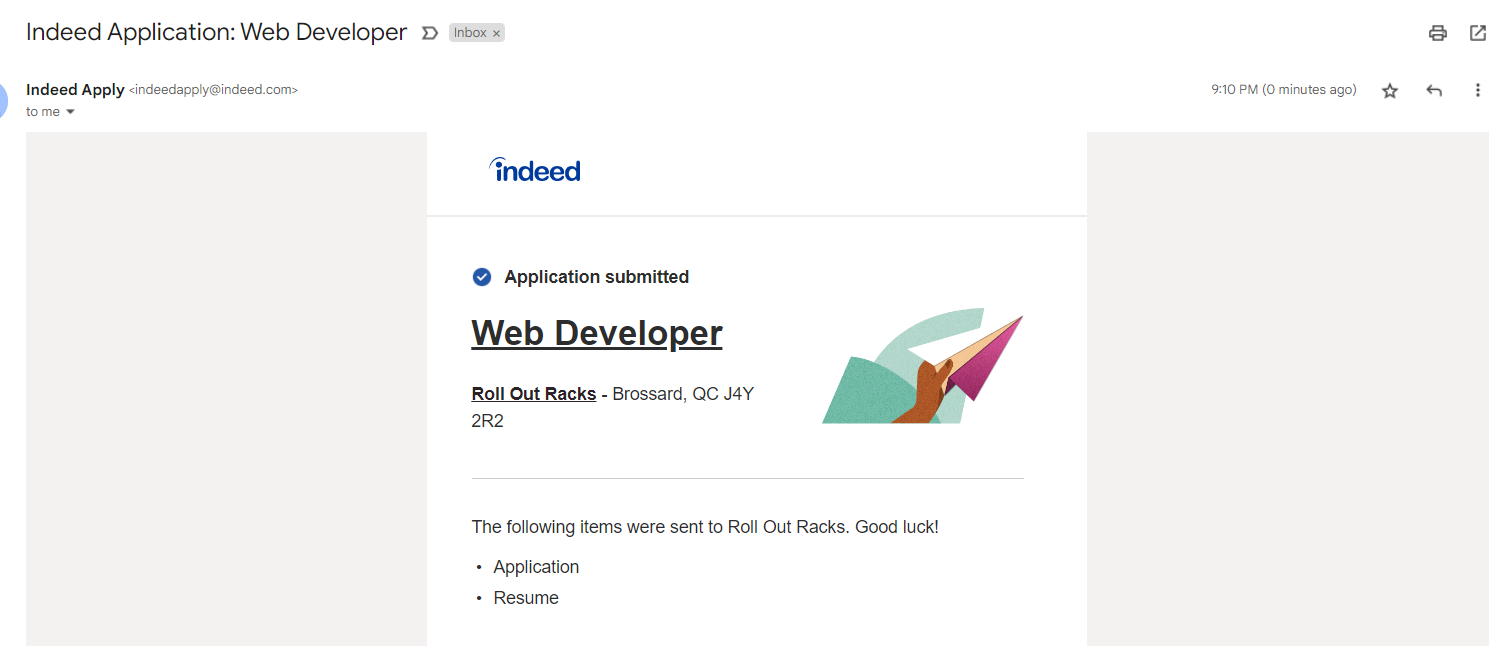 Indeed Application: Web Developer Inbox ×
Indeed Apply <indeedapply@indeed.com> 9:10 PM (0 minutes ago)
to me
indeed
Application submitted
Web Developer
Roll Out Racks - Brossard, QC J4Y
2R2
The following items were sent to Roll Out Racks. Good luck!
• Application
• Resume